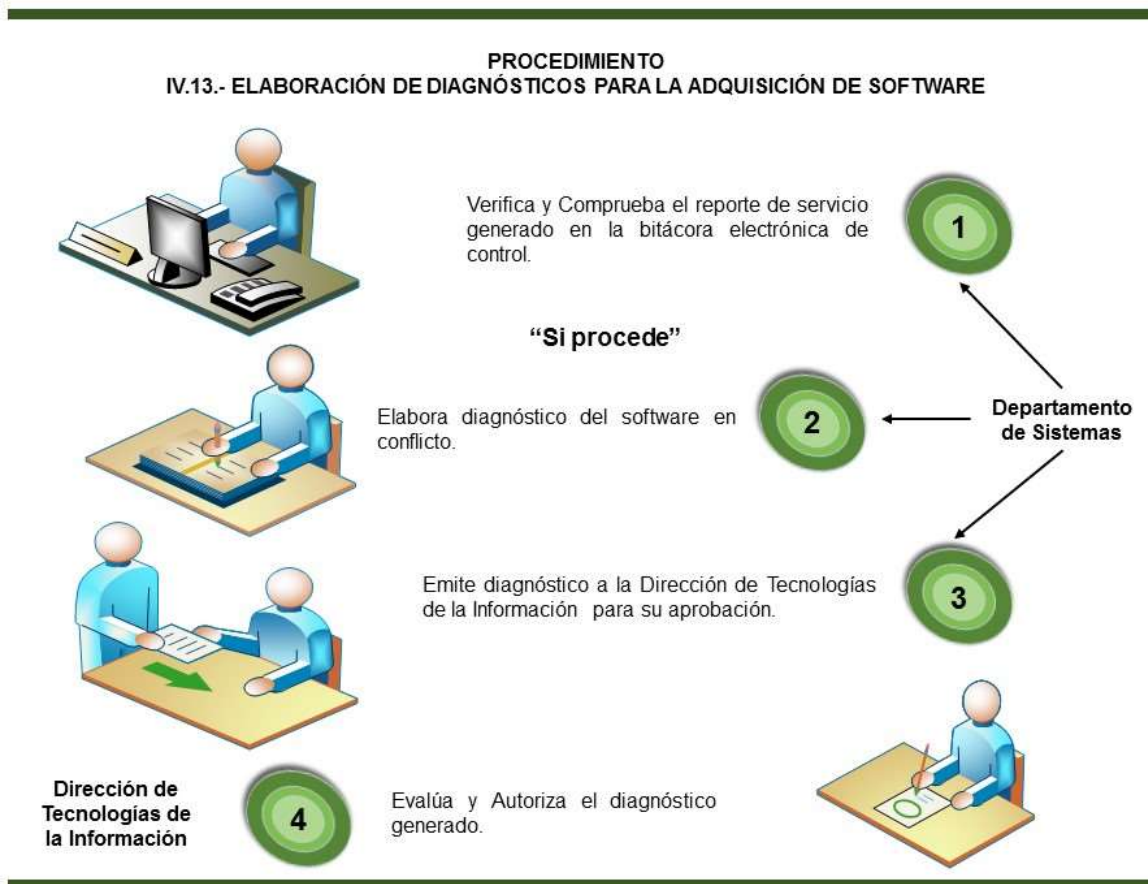 PROCEDIMIENTO
IV.13.- ELABORACIÓN DE DIAGNÓSTICOS PARA LA ADQUISICIÓN DE SOFTWARE
Verifica y Comprueba el reporte de servicio
generado en la bitácora electrónica de
control.
1
“Si procede”
Elabora diagnóstico del software en
conflicto.
2
Departamento
de Sistemas
Emite diagnóstico a la Dirección de Tecnologías
de la Información para su aprobación.
3
Dirección de
Tecnologías de
la Información
4
Evalúa y Autoriza el diagnóstico
generado.